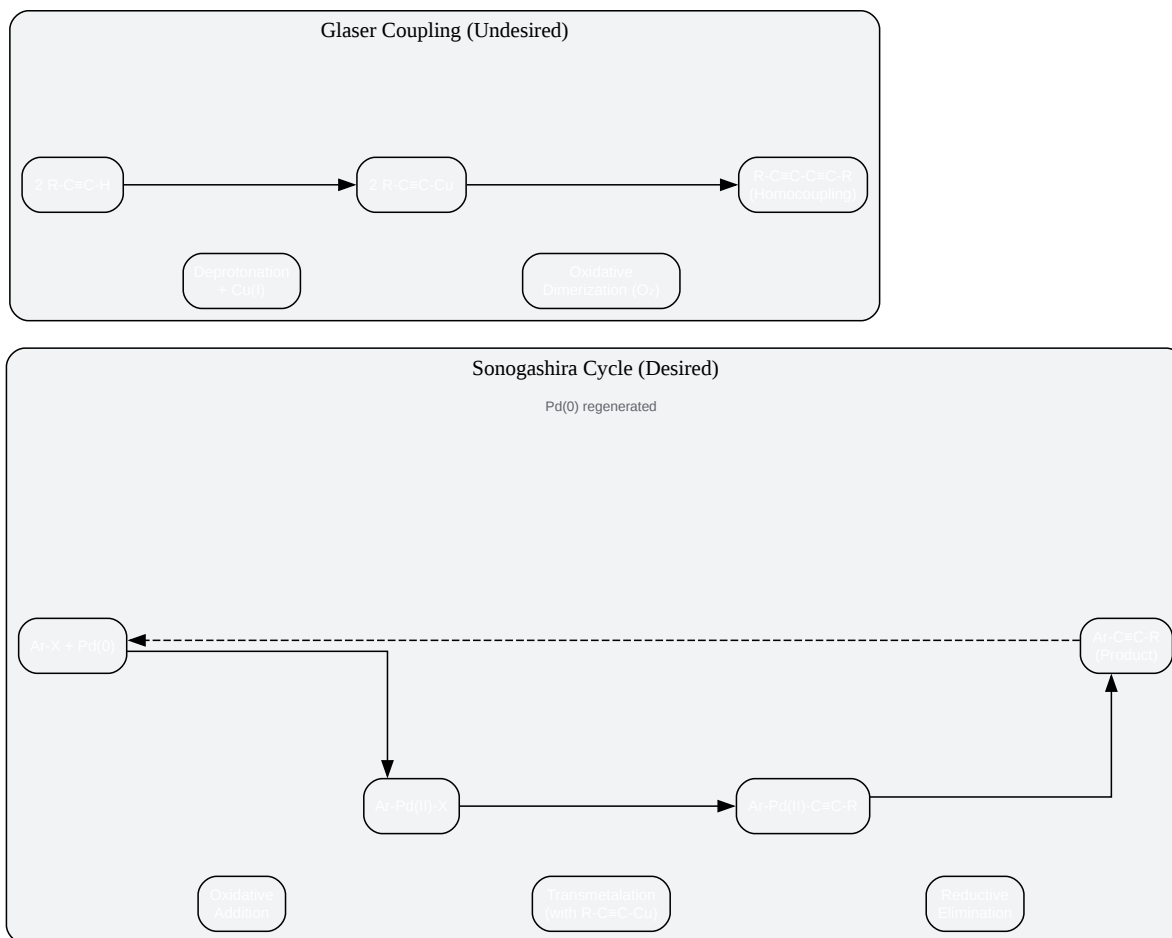 Glaser Coupling (Undesired)
2 R-C≡C-H
2 R-C≡C-Cu
R-C≡C-C≡C-R
(Homocoupling)
Deprotonation
+ Cu(I)
Oxidative
Dimerization (O₂)
Sonogashira Cycle (Desired)
Pd(0) regenerated
Ar-X + Pd(0)
Ar-C≡C-R
(Product)
Ar-Pd(II)-X
Ar-Pd(II)-C≡C-R
Oxidative
Addition
Transmetalation
(with R-C≡C-Cu)
Reductive
Elimination